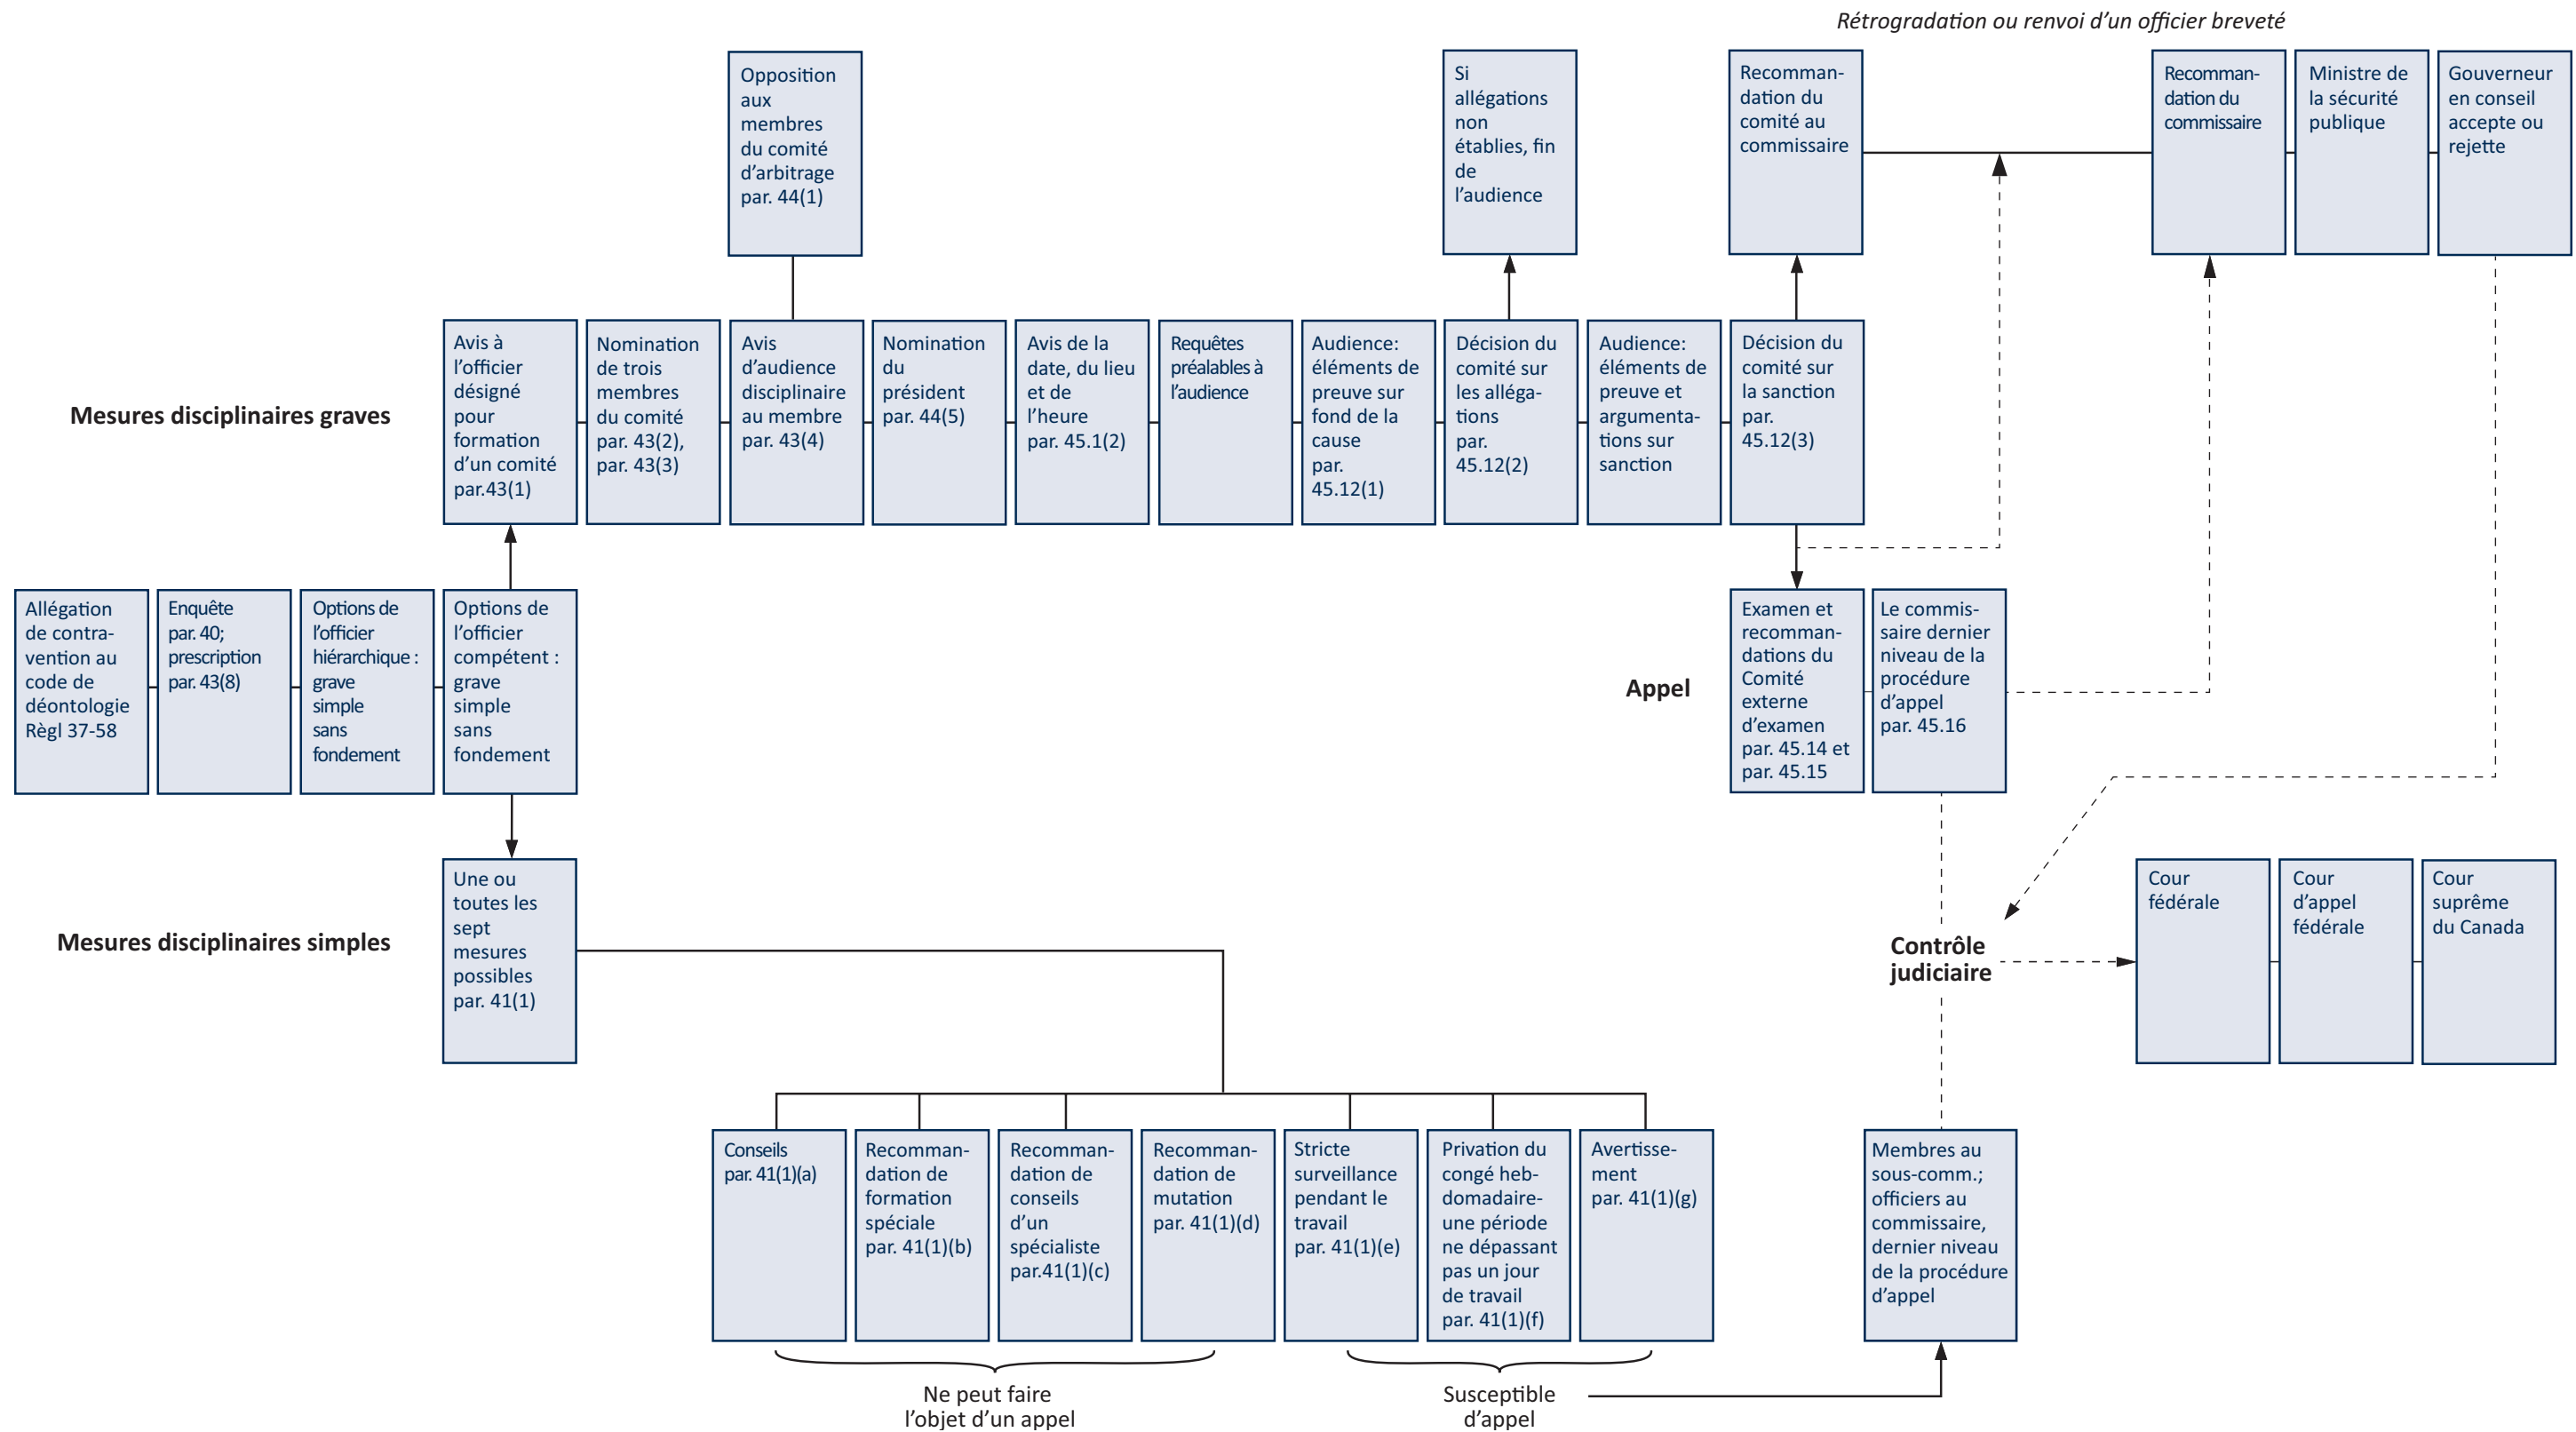 Rétrogradation ou renvoi d’un officier breveté
Opposition
aux
membres
du comité
d’arbitrage
par. 44(1)
Si
allégations
non
établies, fin
de
l’audience
Recomman-
dation du
comité au
commissaire
Recomman-
dation du
commissaire
Ministre de
la sécurité
publique
Gouverneur
en conseil
accepte ou
rejette
Mesures disciplinaires graves
Avis à
l’officier
désigné
pour
formation
d’un comité
par.43(1)
Nomination
de trois
membres
du comité
par. 43(2),
par. 43(3)
Avis
d’audience
disciplinaire
au membre
par. 43(4)
Nomination
du
président
par. 44(5)
Avis de la
date, du lieu
et de
l’heure
par. 45.1(2)
Requêtes
préalables à
l’audience
Audience:
éléments de
preuve sur
fond de la
cause
par.
45.12(1)
Décision du
comité sur
les alléga-
tions
par.
45.12(2)
Audience:
éléments de
preuve et
argumenta-
tions sur
sanction
Décision du
comité sur
la sanction
par.
45.12(3)
Allégation
de contra-
vention au
code de
déontologie
Règl 37-58
Enquête
par. 40;
prescription
par. 43(8)
Options de
l’officier
hiérarchique :
grave
simple
sans
fondement
Options de
l’officier
compétent :
grave
simple
sans
fondement
Appel
Examen et
recomman-
dations du
Comité
externe
d’examen
par. 45.14 et
par. 45.15
Le commis-
saire dernier
niveau de la
procédure
d’appel
par. 45.16
Mesures disciplinaires simples
Une ou
toutes les
sept
mesures
possibles
par. 41(1)
Contrôle
judiciaire
Cour
fédérale
Cour
d’appel
fédérale
Cour
suprême
du Canada
Conseils
par. 41(1)(a)
Recomman-
dation de
formation
spéciale
par. 41(1)(b)
Recomman-
dation de
conseils
d’un
spécialiste
par.41(1)(c)
Recomman-
dation de
mutation
par. 41(1)(d)
Stricte
surveillance
pendant le
travail
par. 41(1)(e)
Privation du
congé heb-
domadaire-
une période
ne dépassant
pas un jour
de travail
par. 41(1)(f)
Avertisse-
ment
par. 41(1)(g)
Membres au
sous-comm.;
officiers au
commissaire,
dernier niveau
de la procédure
d’appel
Ne peut faire
l’objet d’un appel
Susceptible
d’appel